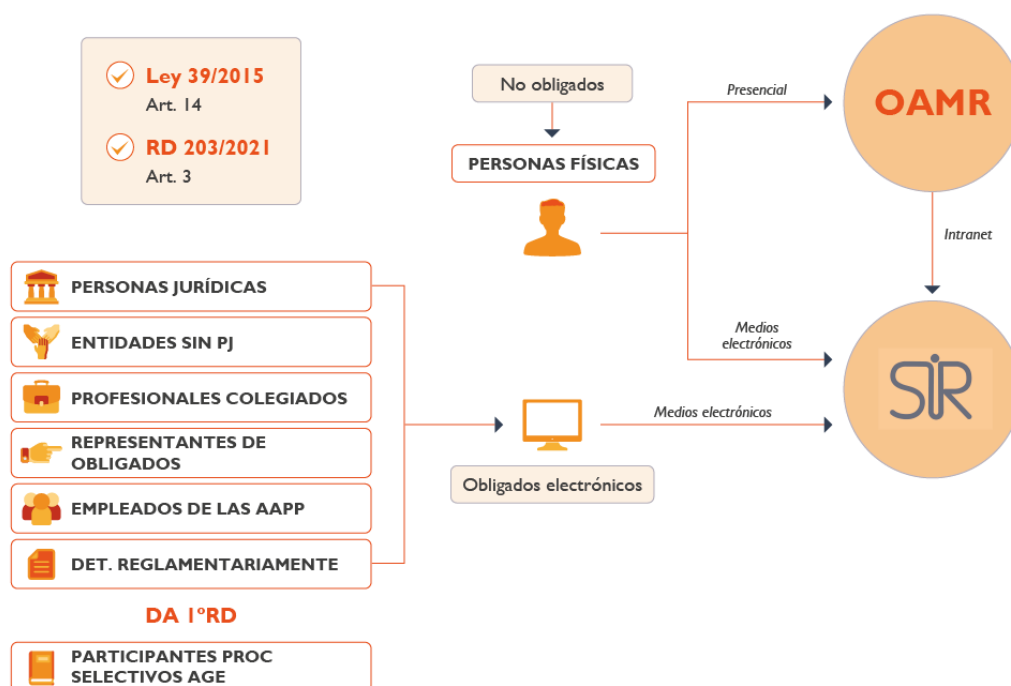 Ley 39/2015
Art. 14
RD 203/2021
Art. 3
No obligados
PERSONAS FÍSICAS
Presencial
OAMR
Intranet
Medios
electrónicos
SIR
PERSONAS JURÍDICAS
ENTIDADES SIN PJ
PROFESIONALES COLEGIADOS
REPRESENTANTES DE
OBLIGADOS
EMPLEADOS DE LAS AAPP
DET. REGLAMENTARIAMENTE
Medios electrónicos
Obligados electrónicos
DA 1ºRD
PARTICIPANTES PROC
SELECTIVOS AGE